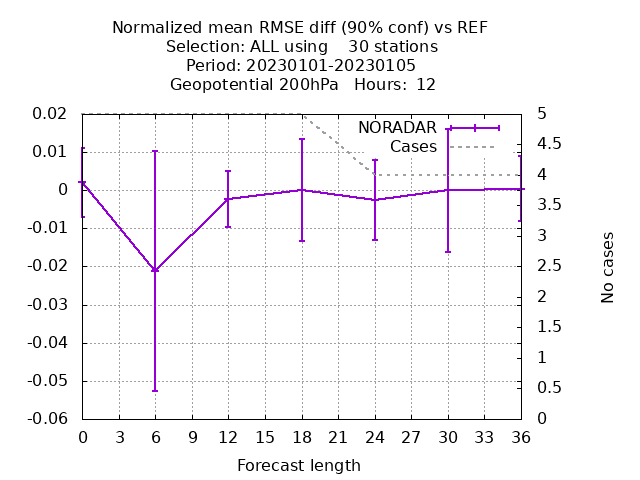 Normalized mean RMSE diff (90% conf) vs REF
Selection: ALL using    30 stations
Period: 20230101-20230105
Geopotential 200hPa   Hours:  12
NORADAR
Cases
0.02
0.01
0
-0.01
-0.02
-0.03
-0.04
-0.05
-0.06
5
4.5
4
3.5
3
2.5
2
1.5
1
0.5
0
No cases
0 3 6 9 12 15 18 21 24 27 30 33 36
Forecast length